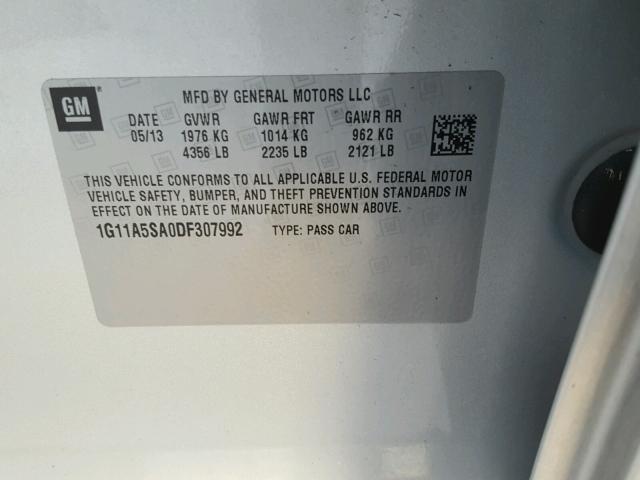 GM
MFD BY GENERAL MOTORS LLC
DATE GVWR GAWR FRT GAWR RR
05/13 1976 KG 1014 KG 962 KG
4356 LB 2235 LB 2121 LB
THIS VEHICLE CONFORMS TO ALL APPLICABLE U.S. FEDERAL MOTOR
VEHICLE SAFETY, BUMPER, AND THEFT PREVENTION STANDARDS IN
EFFECT ON THE DATE OF MANUFACTURE SHOWN ABOVE.
1G11A5SA0DF307992 TYPE: PASS CAR